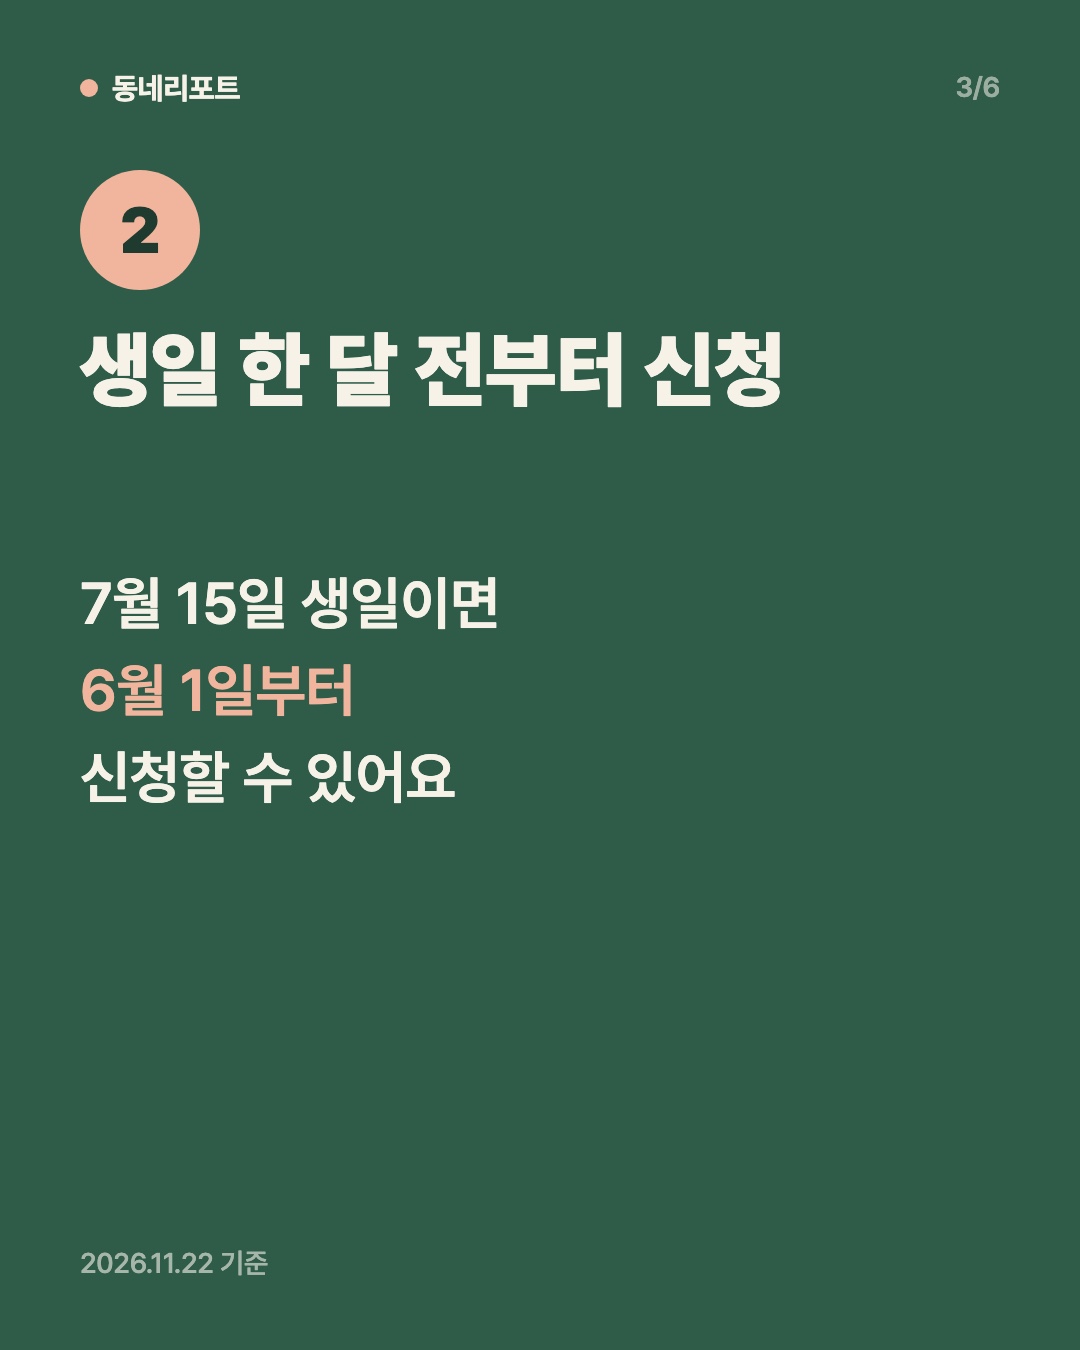 동네리포트
3/6
2
생일 한 달 전부터 신청
7월 15일 생일이면
6월 1일부터
신청할 수 있어요
2026.11.22 기준